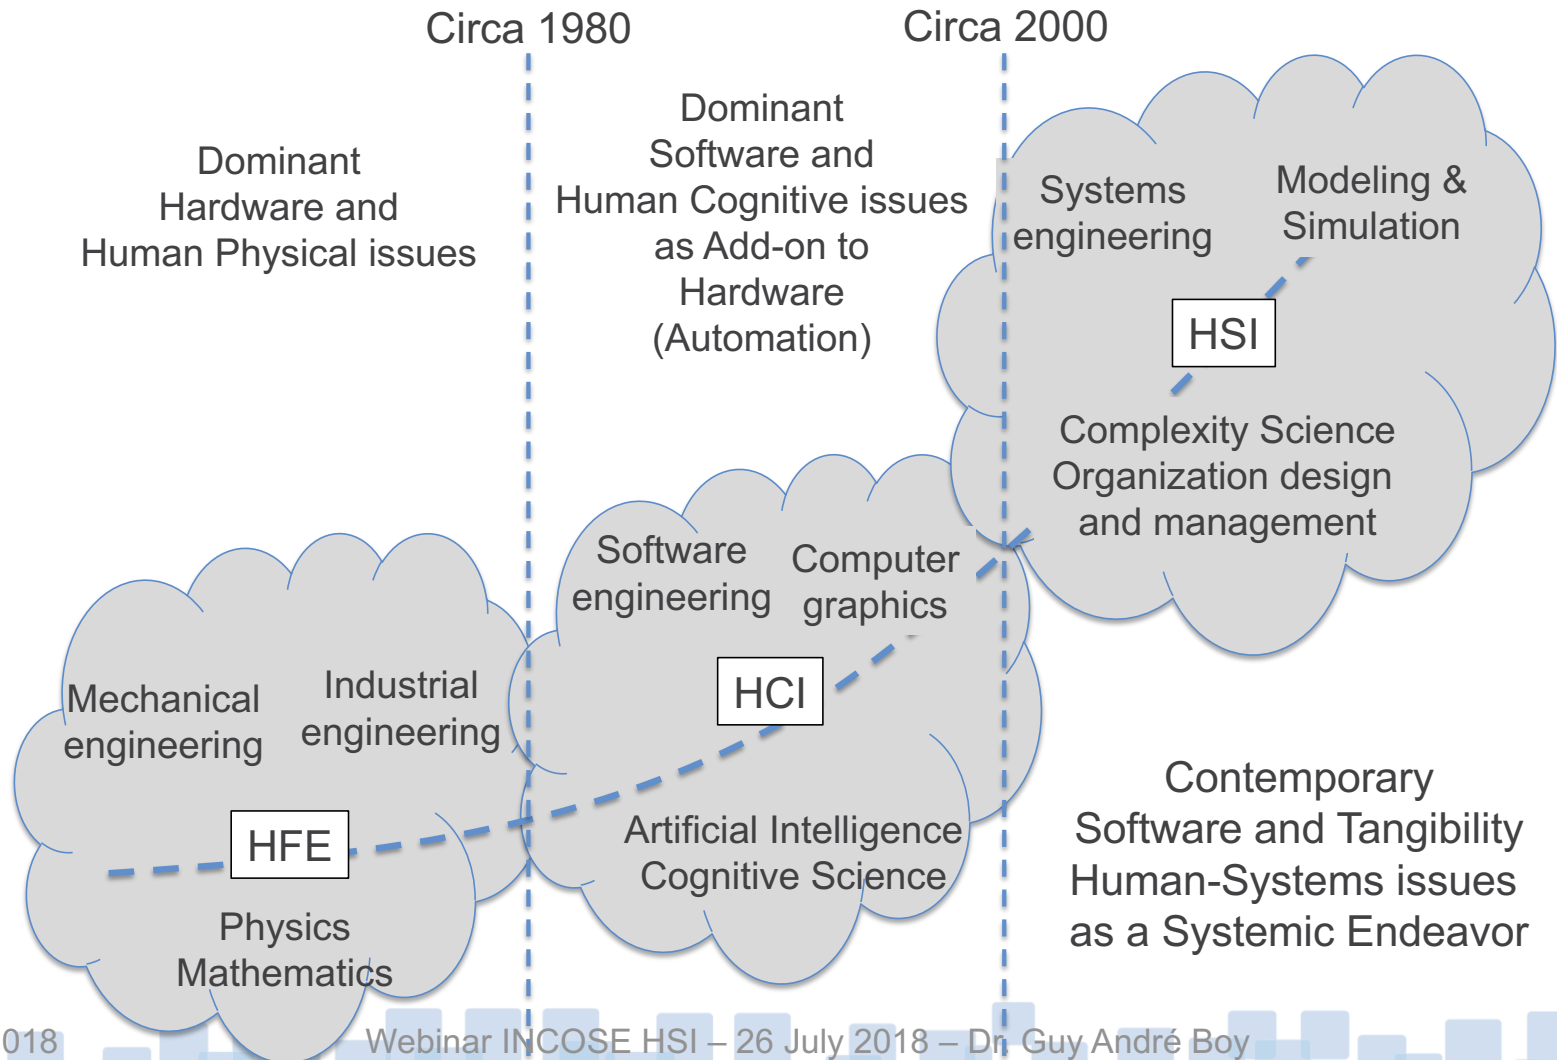 Circa 1980
Circa 2000
Dominant
Hardware and
Human Physical issues
Dominant
Software and
Human Cognitive issues
as Add-on to
Hardware
(Automation)
Systems
engineering
Modeling &
Simulation
HSI
Complexity Science
Organization design
and management
Software
engineering
Computer
graphics
HCI
Artificial Intelligence
Cognitive Science
Mechanical
engineering
Industrial
engineering
HFE
Physics
Mathematics
Contemporary
Software and Tangibility
Human-Systems issues
as a Systemic Endeavor
018
Webinar INCOSE HSI – 26 July 2018 – Dr. Guy André Boy